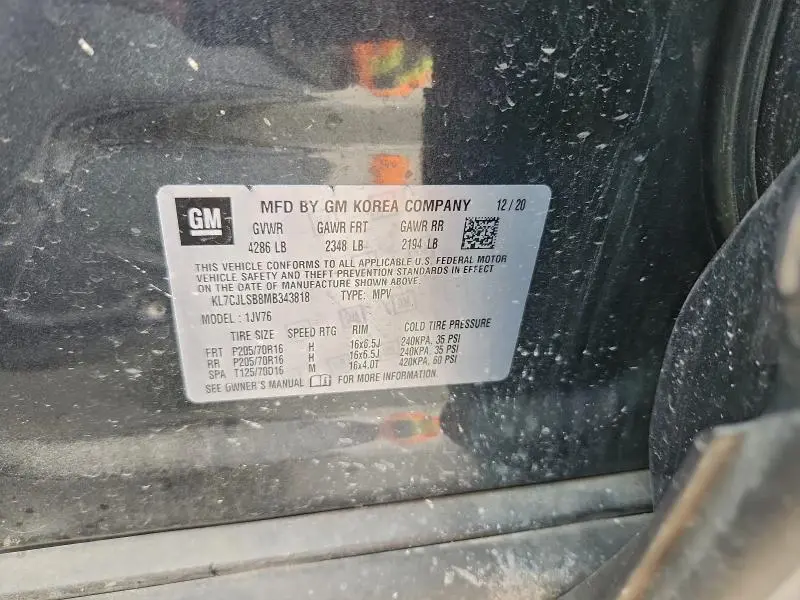 GM
MFD BY GM KOREA COMPANY 12/20
GVWR GAWR FRT GAWR RR
4286 LB 2348 LB 2194 LB
THIS VEHICLE CONFORMS TO ALL APPLICABLE U.S. FEDERAL MOTOR
VEHICLE SAFETY AND THEFT PREVENTION STANDARDS IN EFFECT
ON THE DATE OF MANUFACTURE SHOWN ABOVE.
KL7CJLSB8MB343818 TYPE: MPV
MODEL: 1JV76
TIRE SIZE SPEED RTG RIM COLD TIRE PRESSURE
FRT P205/70R16 H 16x6.5J 240KPA, 35 PSI
RR P205/70R16 H 16x6.5J 240KPA, 35 PSI
SPA T125/70D16 M 16x4.0T 420KPA, 60 PSI
SEE OWNER'S MANUAL FOR MORE INFORMATION.